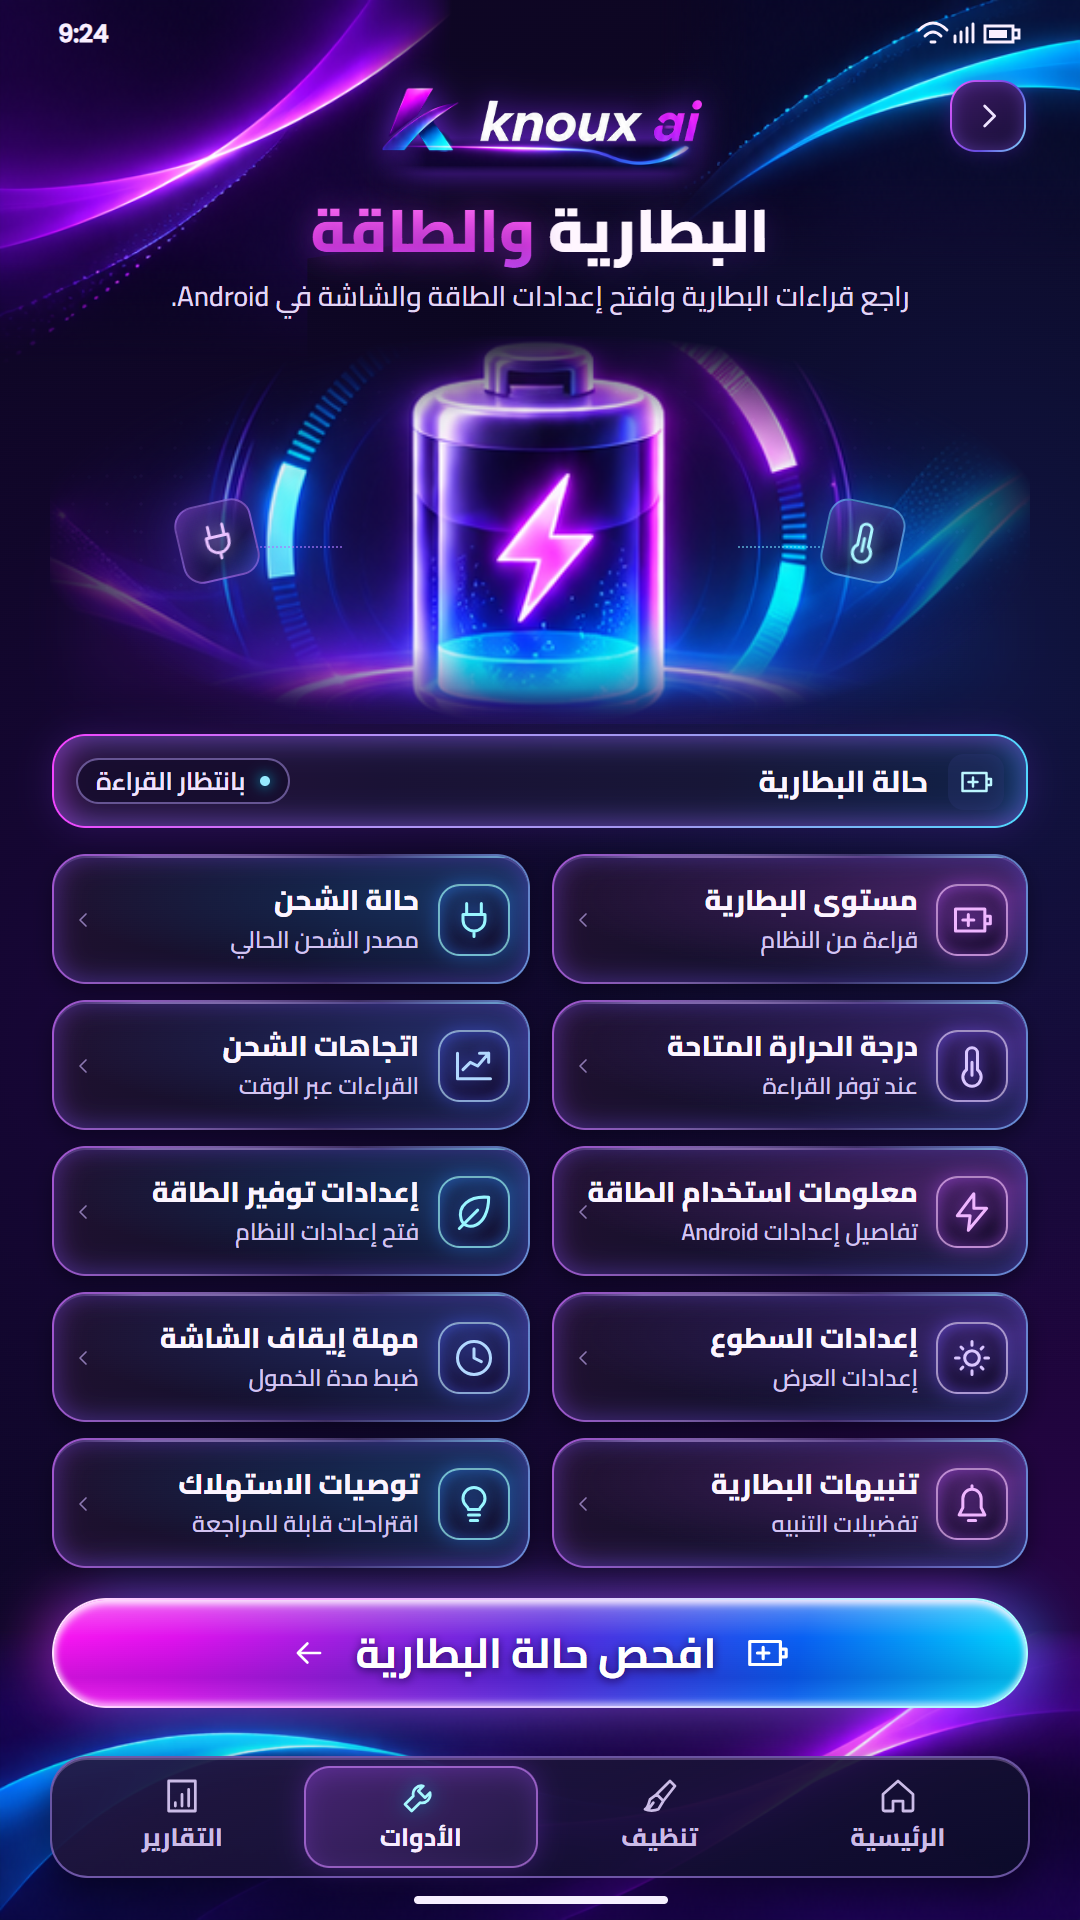 9:24
knoux ai
البطارية والطاقة
راجع قراءات البطارية وافتح إعدادات الطاقة والشاشة في Android.
حالة البطارية
بانتظار القراءة
مستوى البطارية
قراءة من النظام
حالة الشحن
مصدر الشحن الحالي
درجة الحرارة المتاحة
عند توفر القراءة
اتجاهات الشحن
القراءات عبر الوقت
معلومات استخدام الطاقة
تفاصيل إعدادات Android
إعدادات توفير الطاقة
فتح إعدادات النظام
إعدادات السطوع
إعدادات العرض
مهلة إيقاف الشاشة
ضبط مدة الخمول
تنبيهات البطارية
تفضيلات التنبيه
توصيات الاستهلاك
اقتراحات قابلة للمراجعة
افحص حالة البطارية
الرئيسية
تنظيف
الأدوات
التقارير